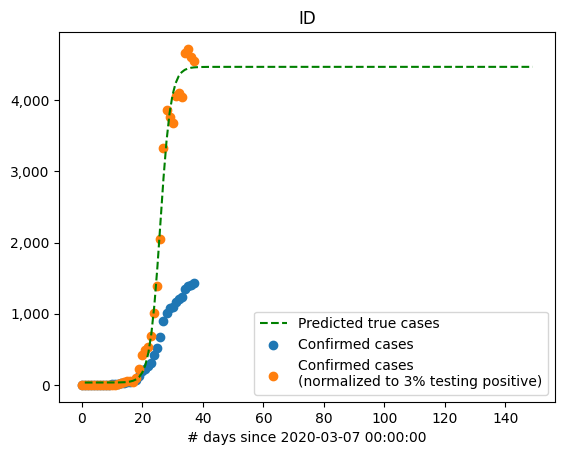 ID
4,000
3,000
2,000
1,000
0
0 20 40 60 80 100 120 140
# days since 2020-03-07 00:00:00
Predicted true cases
Confirmed cases
Confirmed cases
(normalized to 3% testing positive)